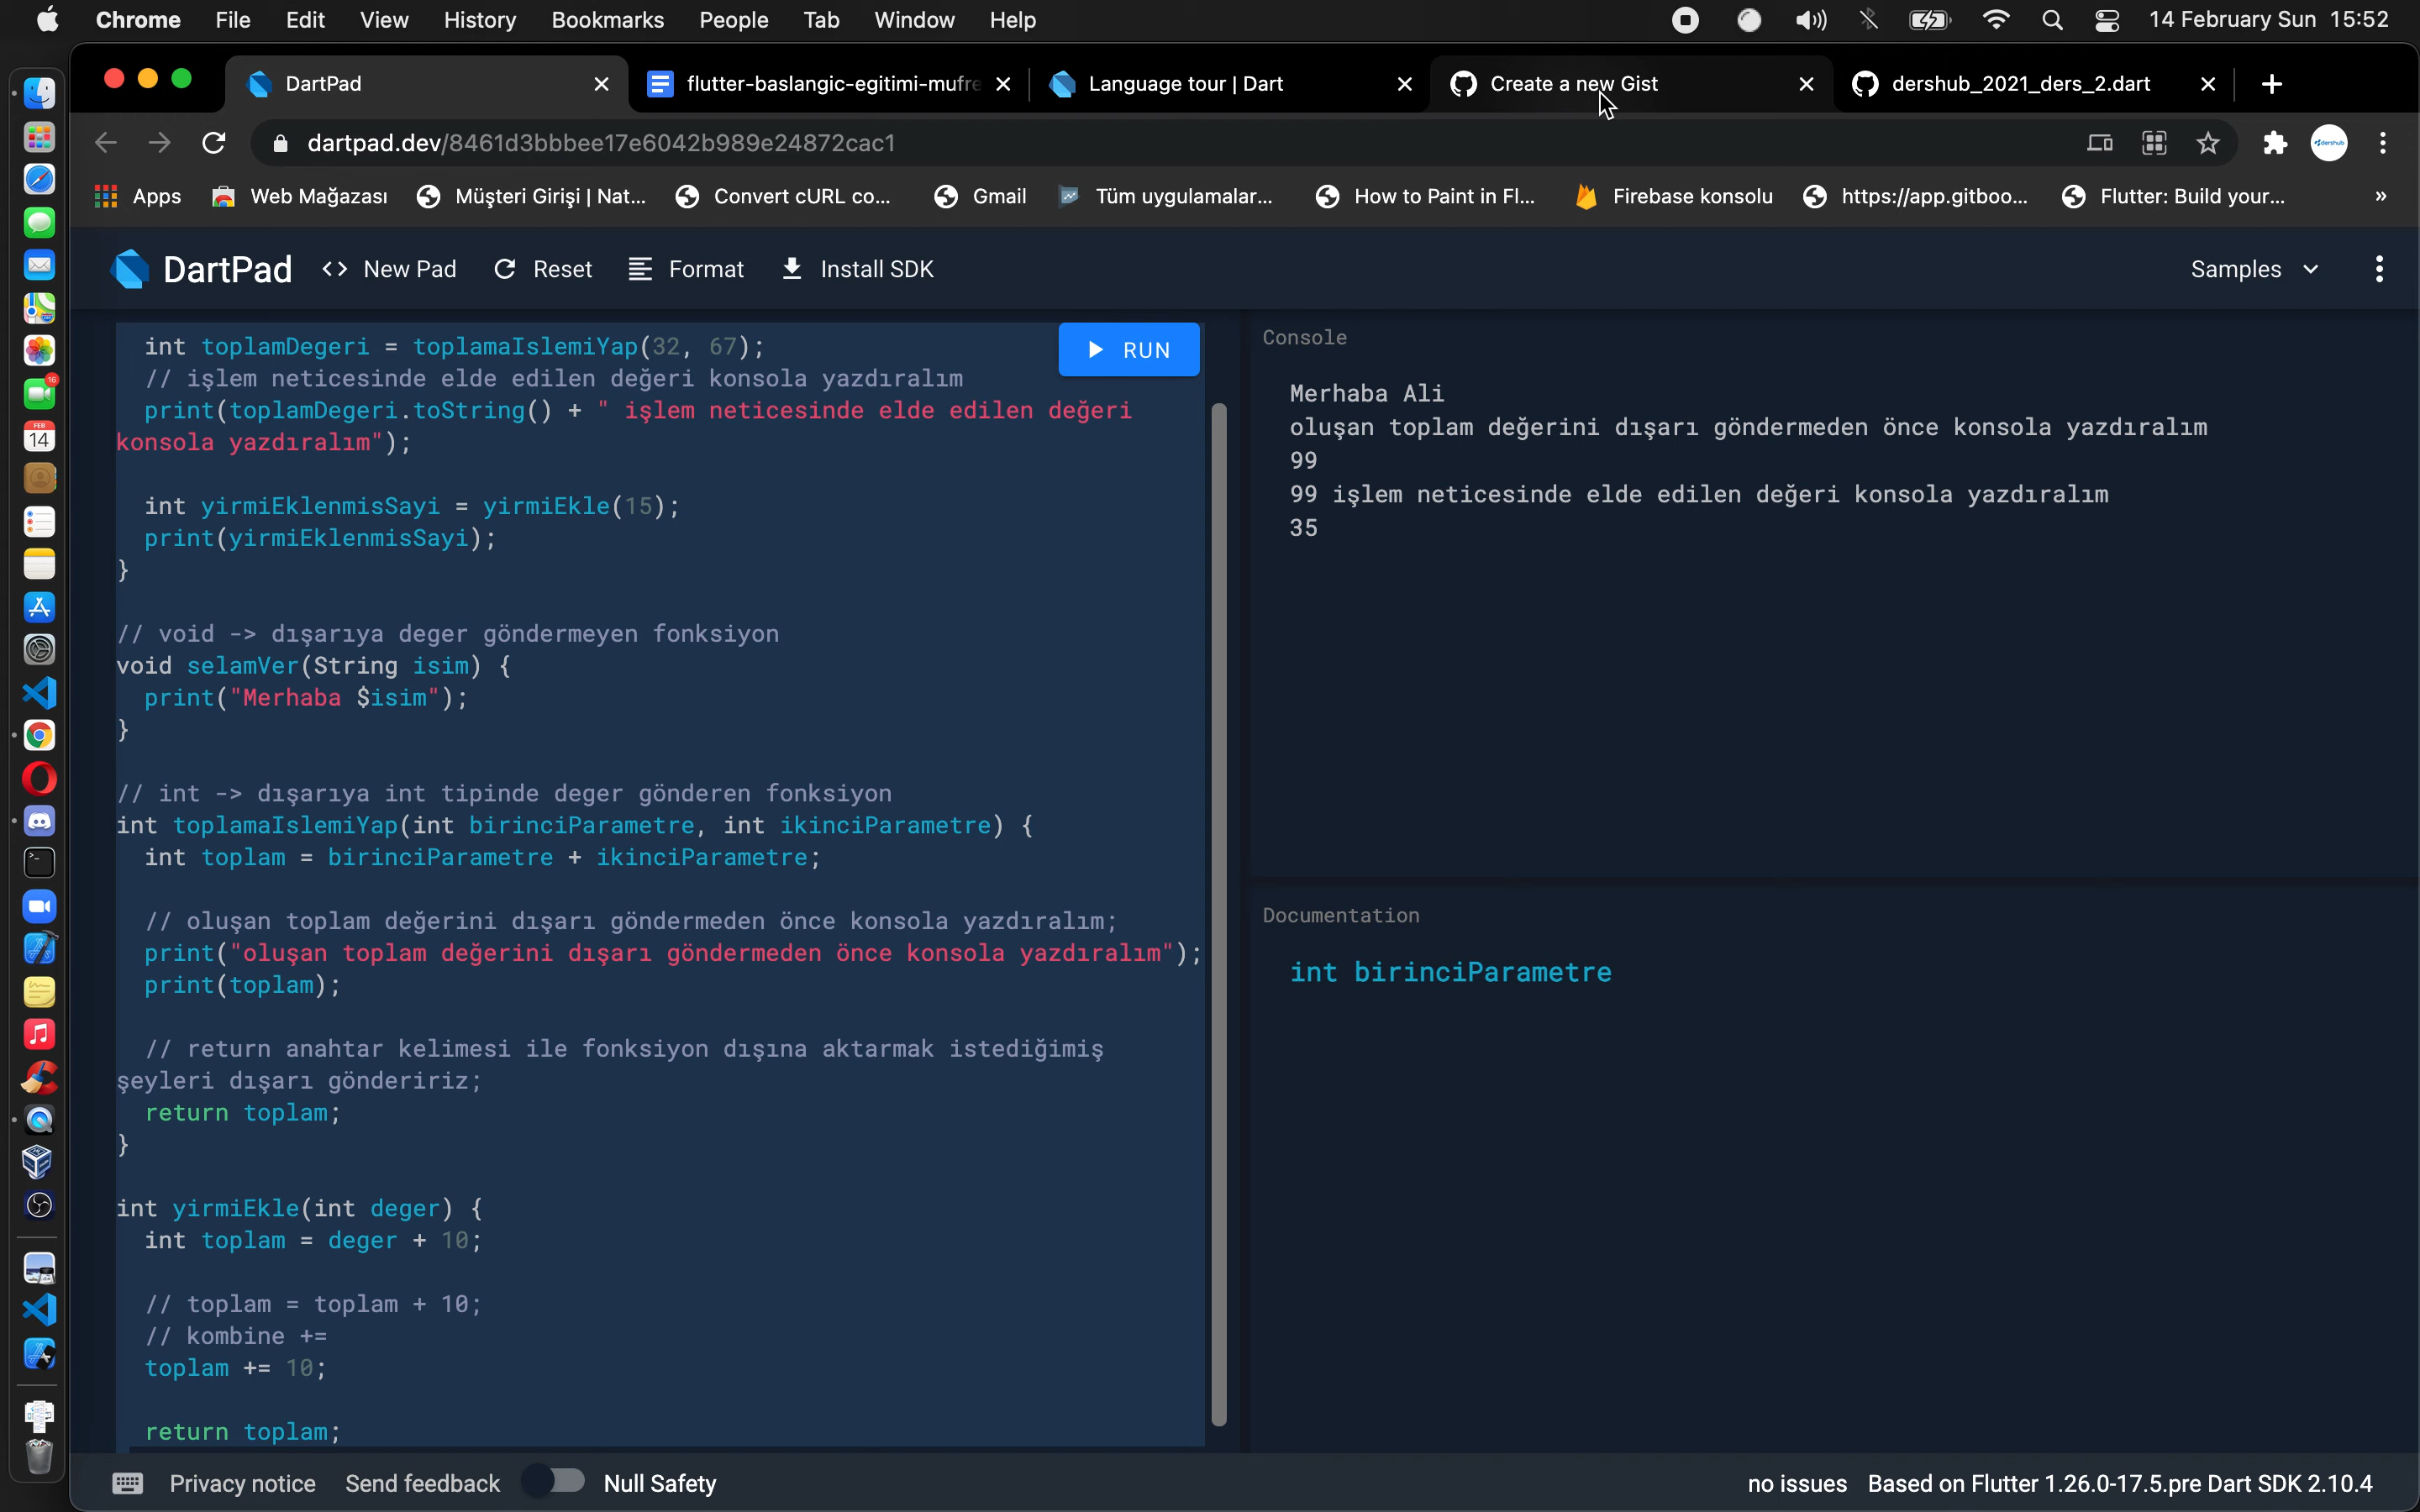 Chrome File Edit View History Bookmarks People Tab Window Help 14 February Sun 15:52
DartPad flutter-baslangic-egitimi-mufre Language tour | Dart Create a new Gist dershub_2021_ders_2.dart
dartpad.dev/8461d3bbbee17e6042b989e24872cac1
Apps Web Mağazası Müşteri Girişi | Nat... Convert cURL co... Gmail Tüm uygulamalar... How to Paint in Fl... Firebase konsolu https://app.gitboo... Flutter: Build your... »
DartPad <> New Pad Reset Format Install SDK Samples
int toplamDegeri = toplamaIslemiYap(32, 67);
// işlem neticesinde elde edilen değeri konsola yazdıralım
print(toplamDegeri.toString() + " işlem neticesinde elde edilen değeri
konsola yazdıralım");
int yirmiEklenmisSayi = yirmiEkle(15);
print(yirmiEklenmisSayi);
}
// void -> dışarıya deger göndermeyen fonksiyon
void selamVer(String isim) {
print("Merhaba $isim");
}
// int -> dışarıya int tipinde deger gönderen fonksiyon
int toplamaIslemiYap(int birinciParametre, int ikinciParametre) {
int toplam = birinciParametre + ikinciParametre;
// oluşan toplam değerini dışarı göndermeden önce konsola yazdıralım;
print("oluşan toplam değerini dışarı göndermeden önce konsola yazdıralım");
print(toplam);
// return anahtar kelimesi ile fonksiyon dışına aktarmak istediğimiş
şeyleri dışarı göndeririz;
return toplam;
}
int yirmiEkle(int deger) {
int toplam = deger + 10;
// toplam = toplam + 10;
// kombine +=
toplam += 10;
return toplam;
RUN
Console
Merhaba Ali
oluşan toplam değerini dışarı göndermeden önce konsola yazdıralım
99
99 işlem neticesinde elde edilen değeri konsola yazdıralım
35
Documentation
int birinciParametre
Privacy notice Send feedback Null Safety no issues Based on Flutter 1.26.0-17.5.pre Dart SDK 2.10.4
16
FEB
14